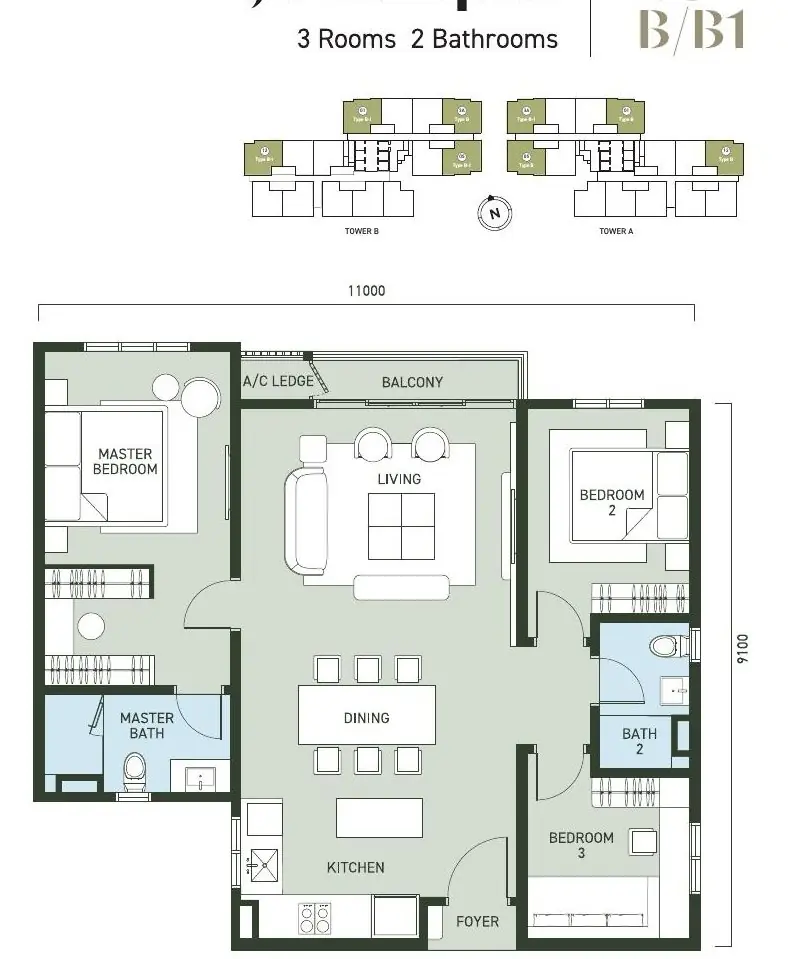 3 Rooms 2 Bathrooms
B/B1
TOWER B
N
TOWER A
11000
A/C LEDGE
BALCONY
MASTER
BEDROOM
LIVING
BEDROOM
2
9100
MASTER
BATH
DINING
BATH
2
BEDROOM
3
KITCHEN
FOYER